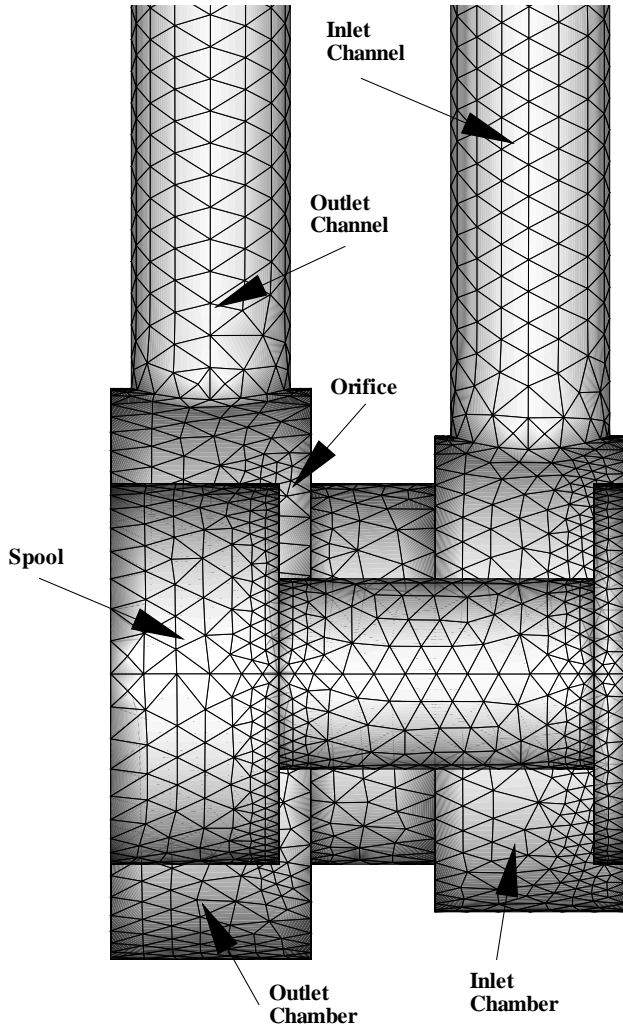 Inlet
Channel
Outlet
Channel
Orifice
Spool
Outlet
Chamber
Inlet
Chamber